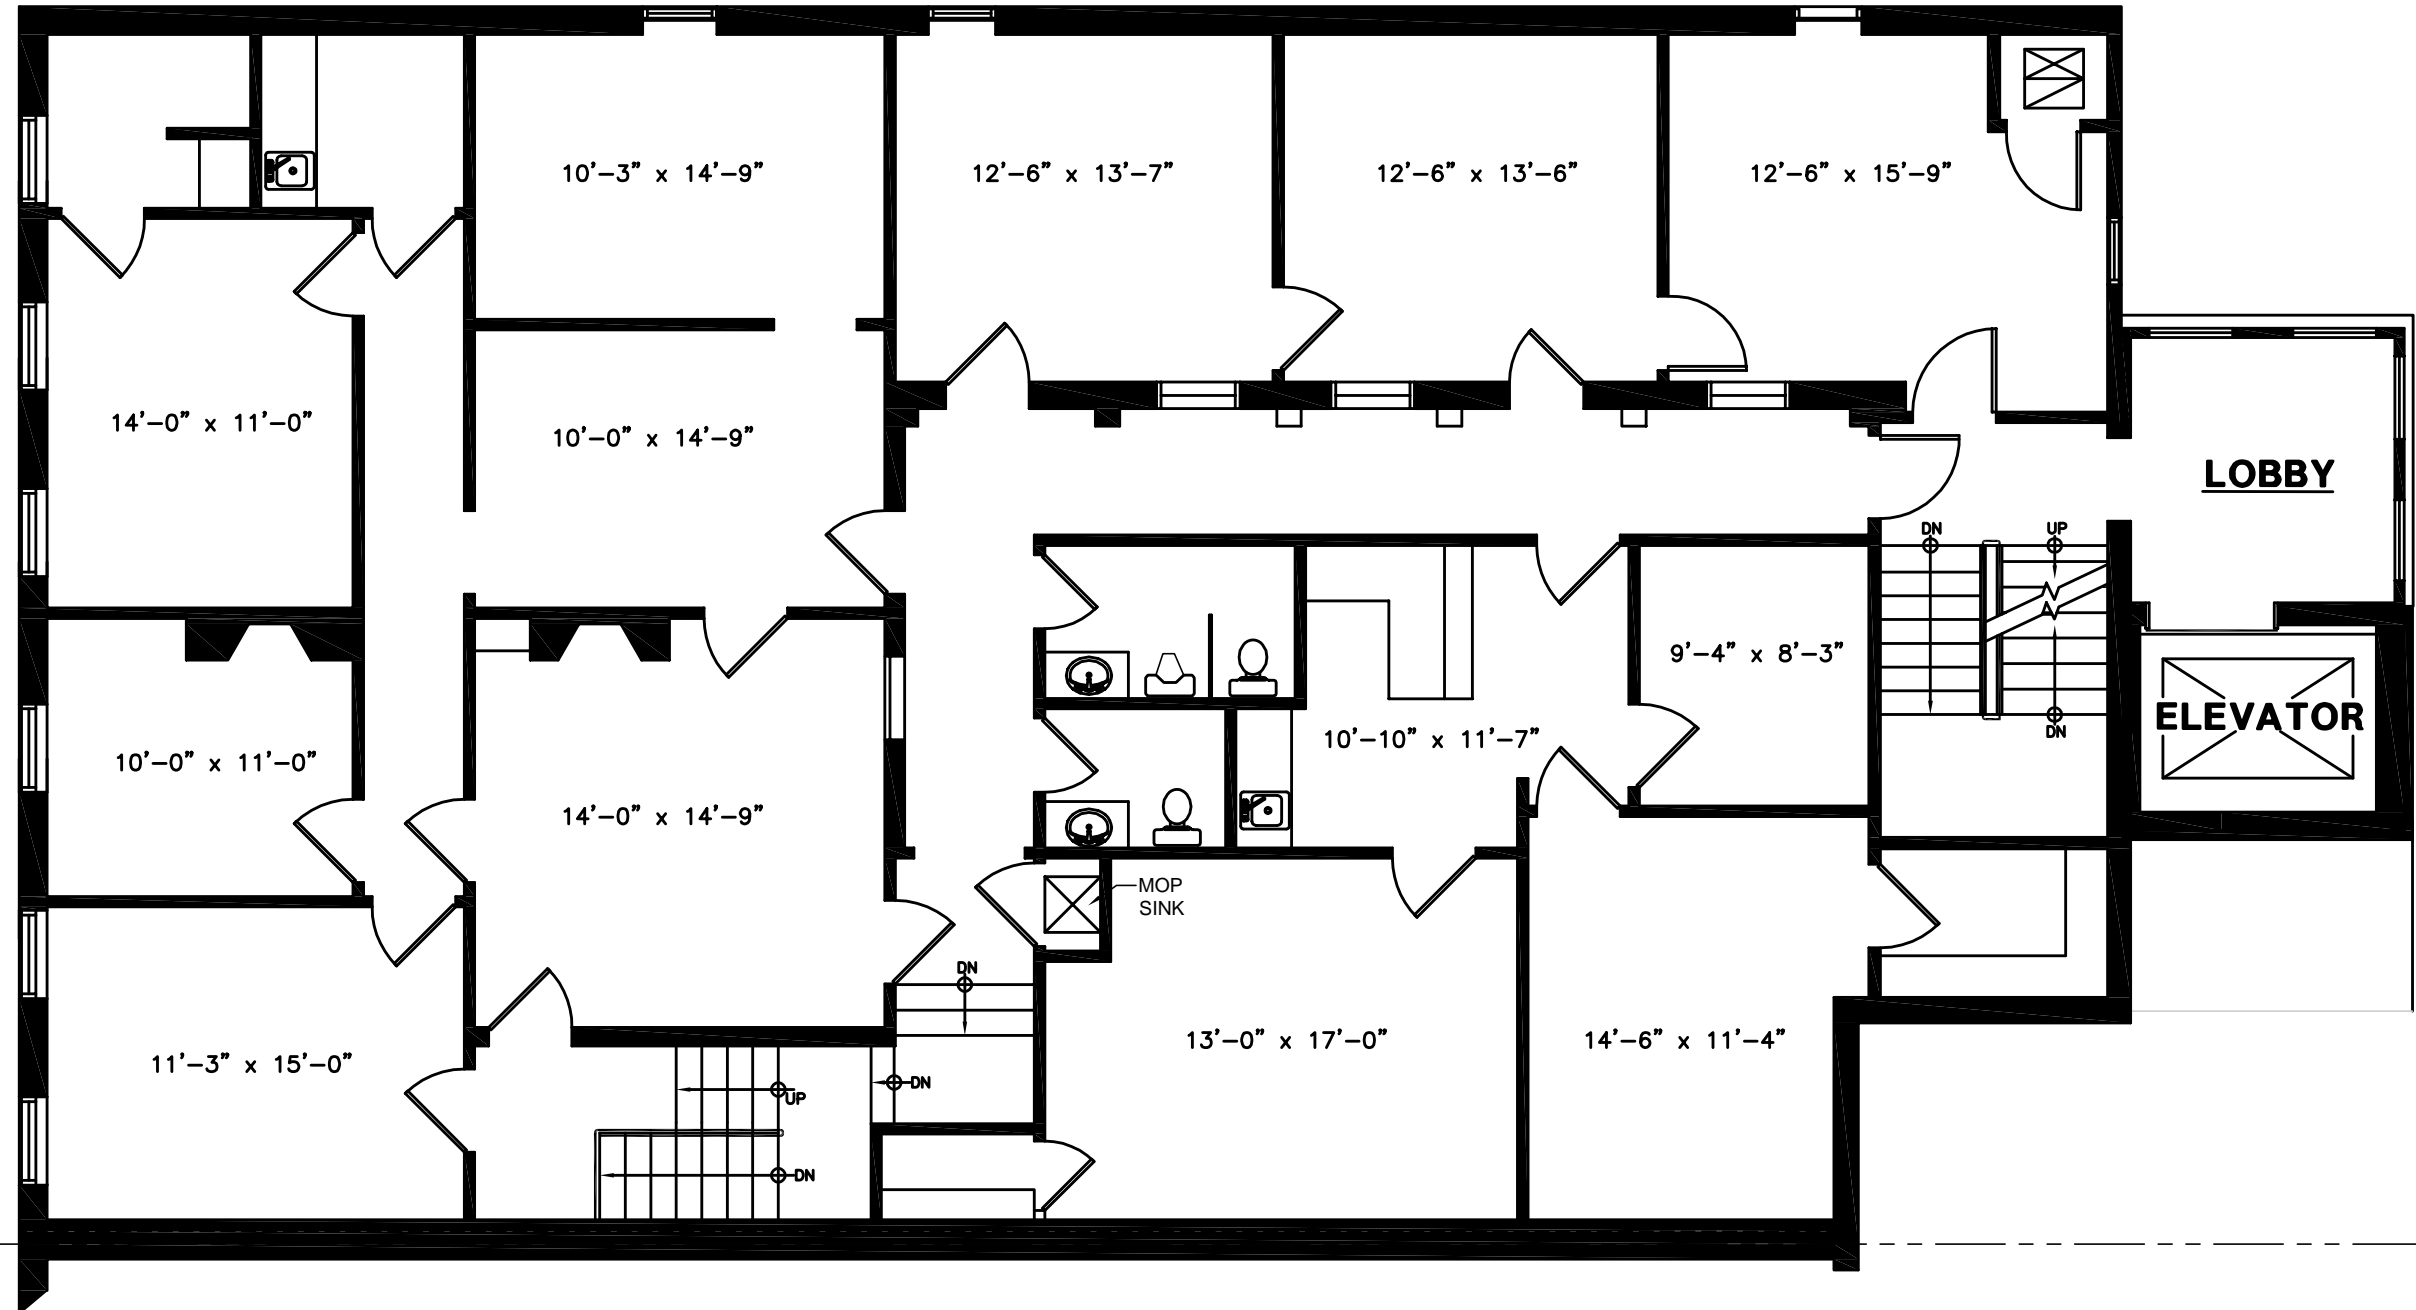 10'-3" x 14'-9"
12'-6" x 13'-7"
12'-6" x 13'-6"
12'-6" x 15'-9"
14'-0" x 11'-0"
10'-0" x 14'-9"
LOBBY
DN
UP
9'-4" x 8'-3"
ELEVATOR
DN
10'-10" x 11'-7"
10'-0" x 11'-0"
14'-0" x 14'-9"
MOP
SINK
DN
13'-0" x 17'-0"
14'-6" x 11'-4"
11'-3" x 15'-0"
DN
UP
DN